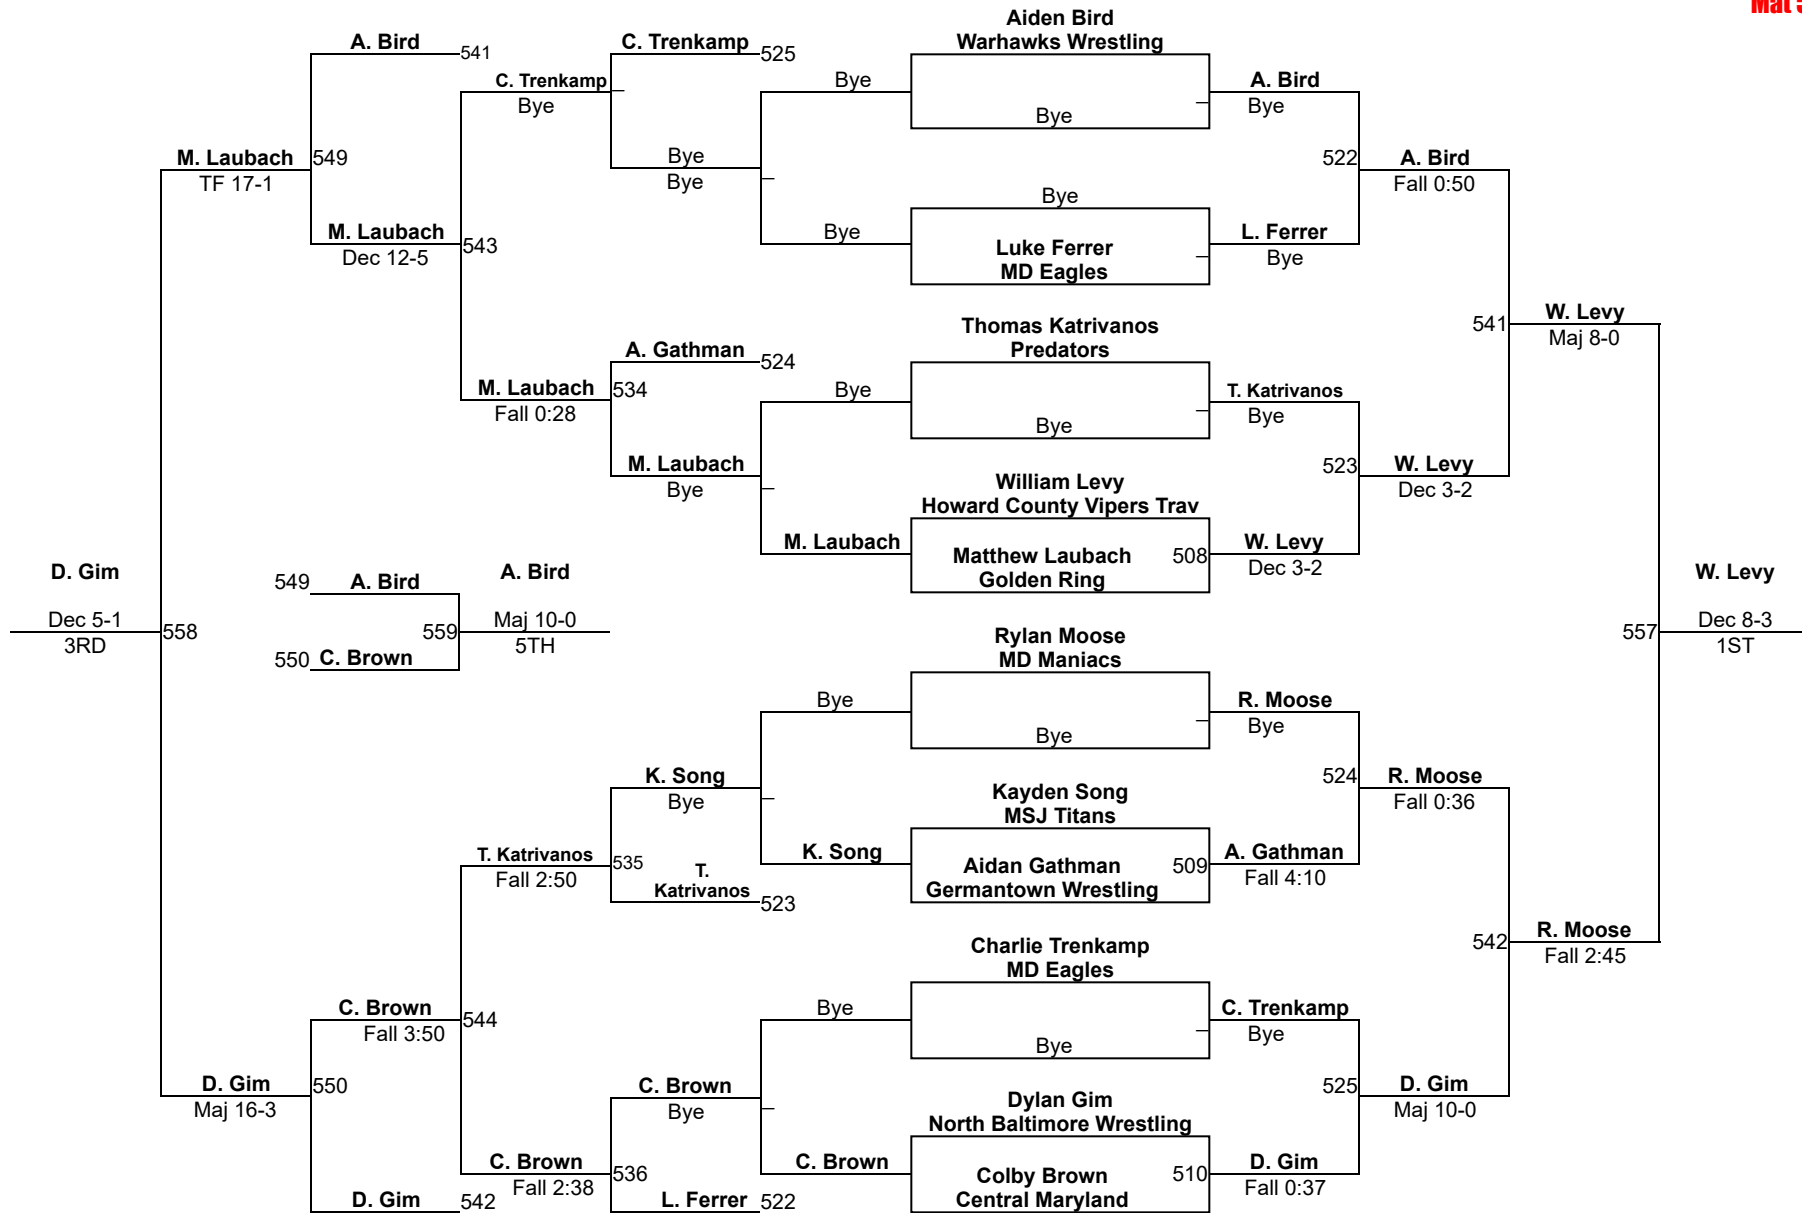 Mat 5
Aiden Bird
Warhawks Wrestling
A. Bird
541
C. Trenkamp
525
C. Trenkamp
Bye
Bye
Bye
A. Bird
Bye
M. Laubach
TF 17-1
549
Bye
Bye
522
A. Bird
Fall 0:50
Bye
M. Laubach
Dec 12-5
543
Bye
Luke Ferrer
MD Eagles
L. Ferrer
Bye
Thomas Katrivanos
Predators
541
W. Levy
Maj 8-0
A. Gathman
524
M. Laubach
Fall 0:28
534
Bye
Bye
T. Katrivanos
Bye
M. Laubach
Bye
523
W. Levy
Dec 3-2
William Levy
Howard County Vipers Trav
M. Laubach
Matthew Laubach
Golden Ring
508
W. Levy
Dec 3-2
D. Gim
Dec 5-1
3RD
558
549
A. Bird
550
C. Brown
559
A. Bird
Maj 10-0
5TH
W. Levy
Dec 8-3
1ST
557
Rylan Moose
MD Maniacs
Bye
Bye
R. Moose
Bye
K. Song
Bye
524
R. Moose
Fall 0:36
Kayden Song
MSJ Titans
T. Katrivanos
Fall 2:50
535
T.
Katrivanos
523
K. Song
Aidan Gathman
Germantown Wrestling
509
A. Gathman
Fall 4:10
Charlie Trenkamp
MD Eagles
542
R. Moose
Fall 2:45
C. Brown
Fall 3:50
544
Bye
Bye
C. Trenkamp
Bye
D. Gim
Maj 16-3
550
C. Brown
Bye
525
D. Gim
Maj 10-0
Dylan Gim
North Baltimore Wrestling
C. Brown
Fall 2:38
536
C. Brown
Colby Brown
Central Maryland
510
D. Gim
Fall 0:37
D. Gim
542
L. Ferrer
522